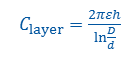 C_layer = 2πεh / ln D/d